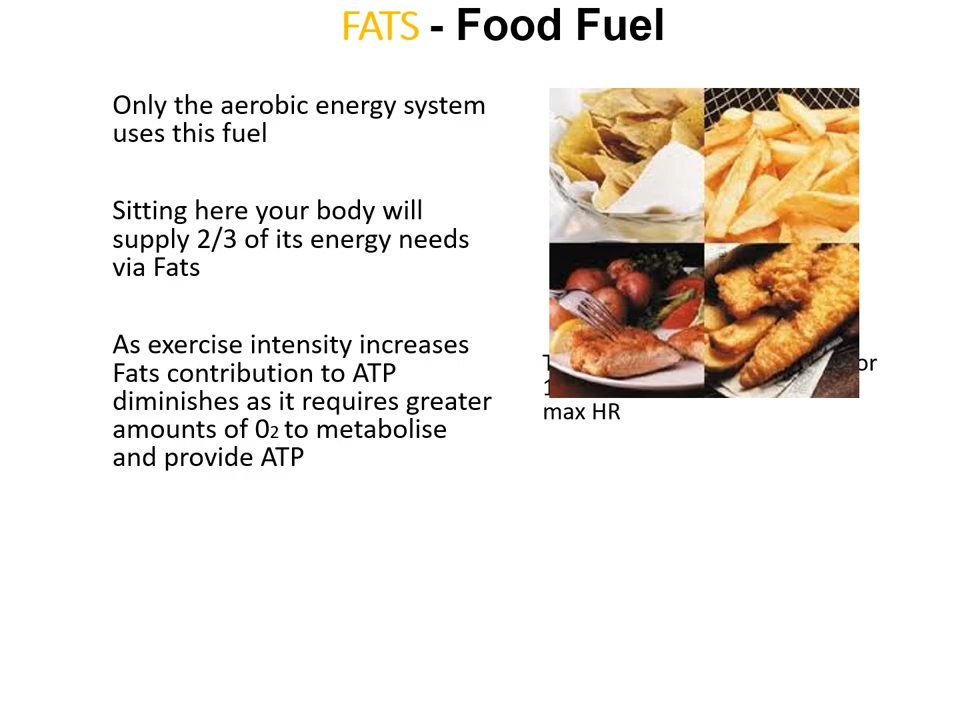 FATS - Food Fuel
Only the aerobic energy system
uses this fuel
Sitting here your body will
supply 2/3 of its energy needs
via Fats
As exercise intensity increases
Fats contribution to ATP
diminishes as it requires greater
amounts of 02 to metabolise
and provide ATP
max HR